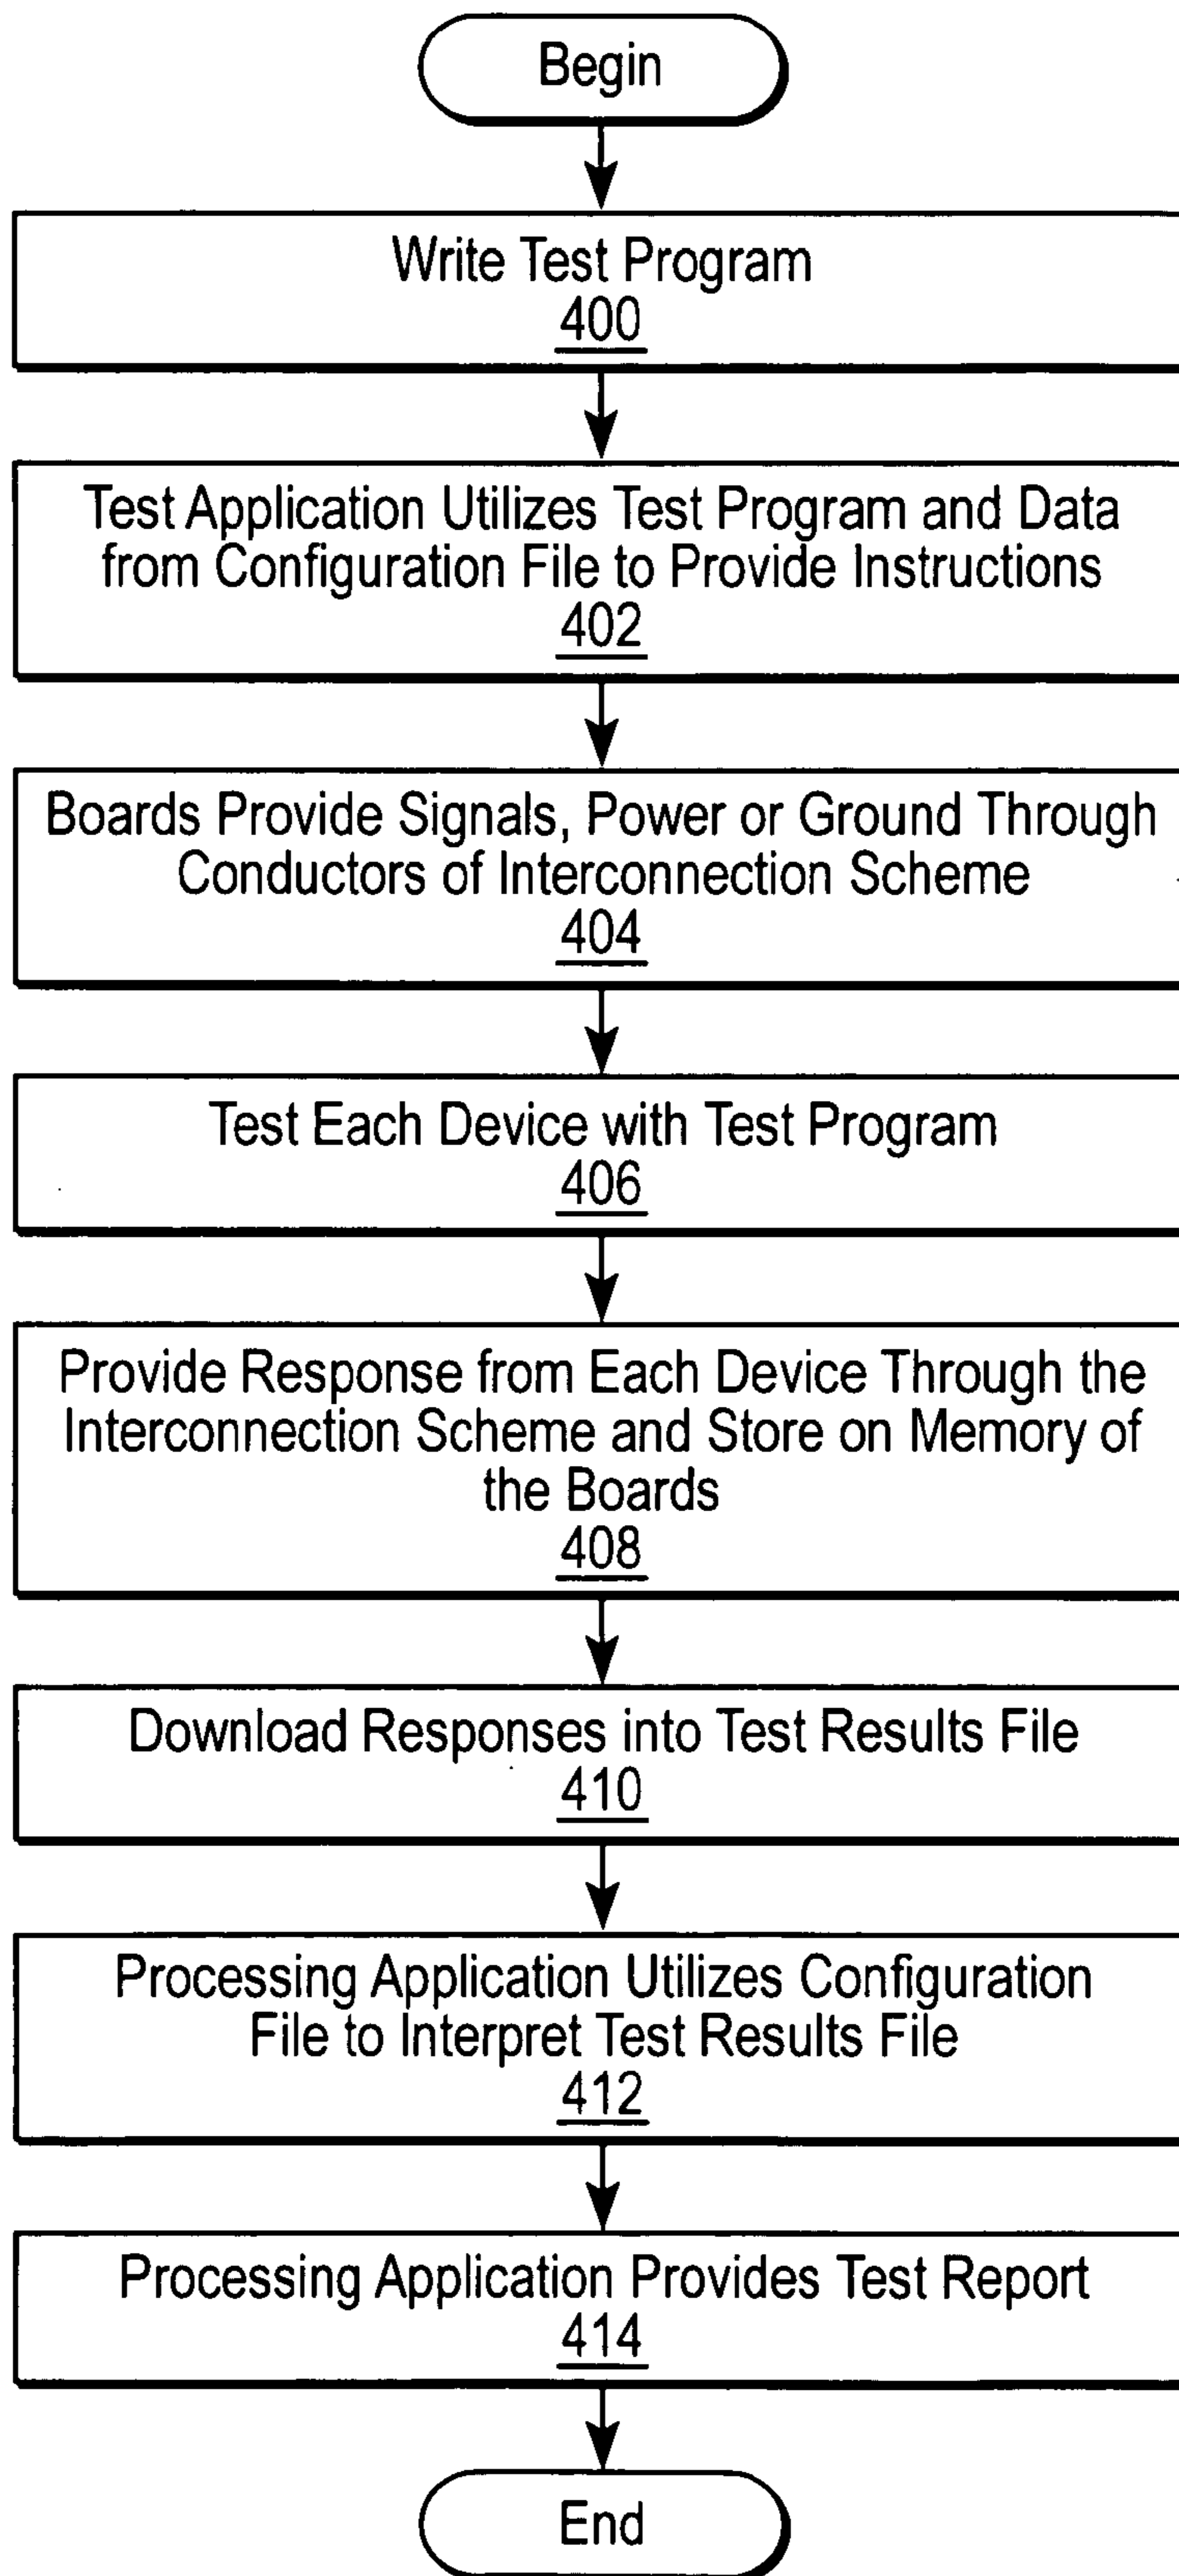 Begin
Write Test Program
400
Test Application Utilizes Test Program and Data
from Configuration File to Provide Instructions
402
Boards Provide Signals, Power or Ground Through
Conductors of Interconnection Scheme
404
Test Each Device with Test Program
406
Provide Response from Each Device Through the
Interconnection Scheme and Store on Memory of
the Boards
408
Download Responses into Test Results File
410
Processing Application Utilizes Configuration
File to Interpret Test Results File
412
Processing Application Provides Test Report
414
End